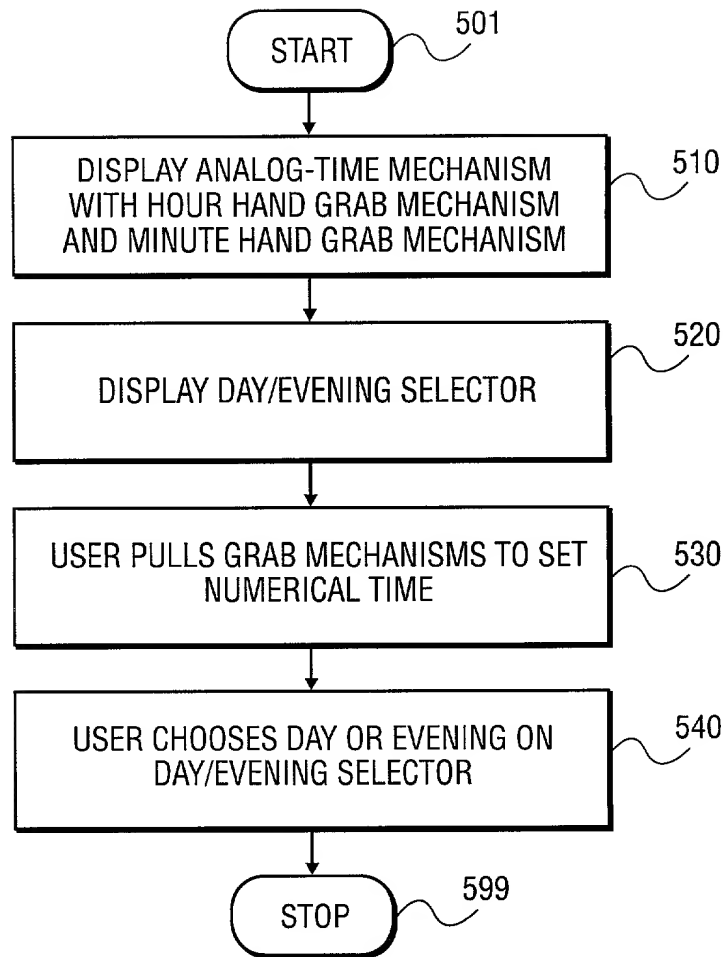 START
501
DISPLAY ANALOG-TIME MECHANISM
WITH HOUR HAND GRAB MECHANISM
AND MINUTE HAND GRAB MECHANISM
510
DISPLAY DAY/EVENING SELECTOR
520
USER PULLS GRAB MECHANISMS TO SET
NUMERICAL TIME
530
USER CHOOSES DAY OR EVENING ON
DAY/EVENING SELECTOR
540
STOP
599